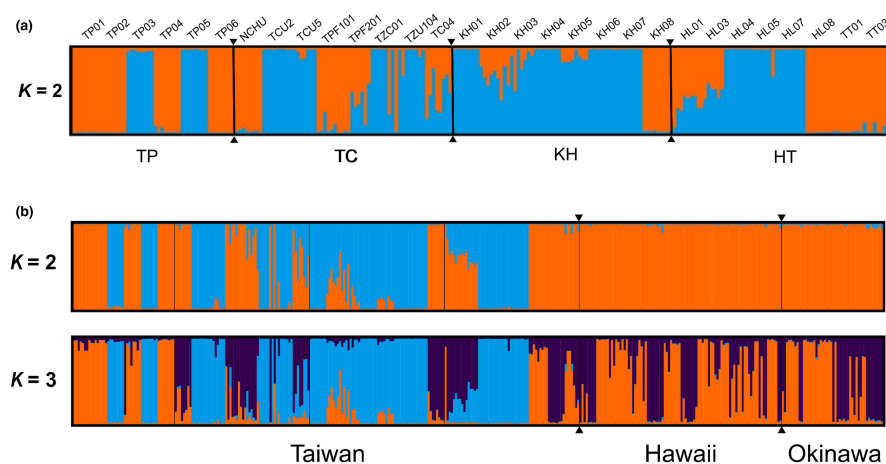 (a)
TP01 TP02 TP03 TP04 TP05 TP06 NCHU TCU2 TCU5 TPF101 TPF201 TZC01 TZU104 TC04 KH01 KH02 KH03 KH04 KH05 KH06 KH07 KH08 HL01 HL03 HL04 HL05 HL07 HL08 TT01 TT03
K = 2
TP TC KH HT
(b)
K = 2
K = 3
Taiwan Hawaii Okinawa